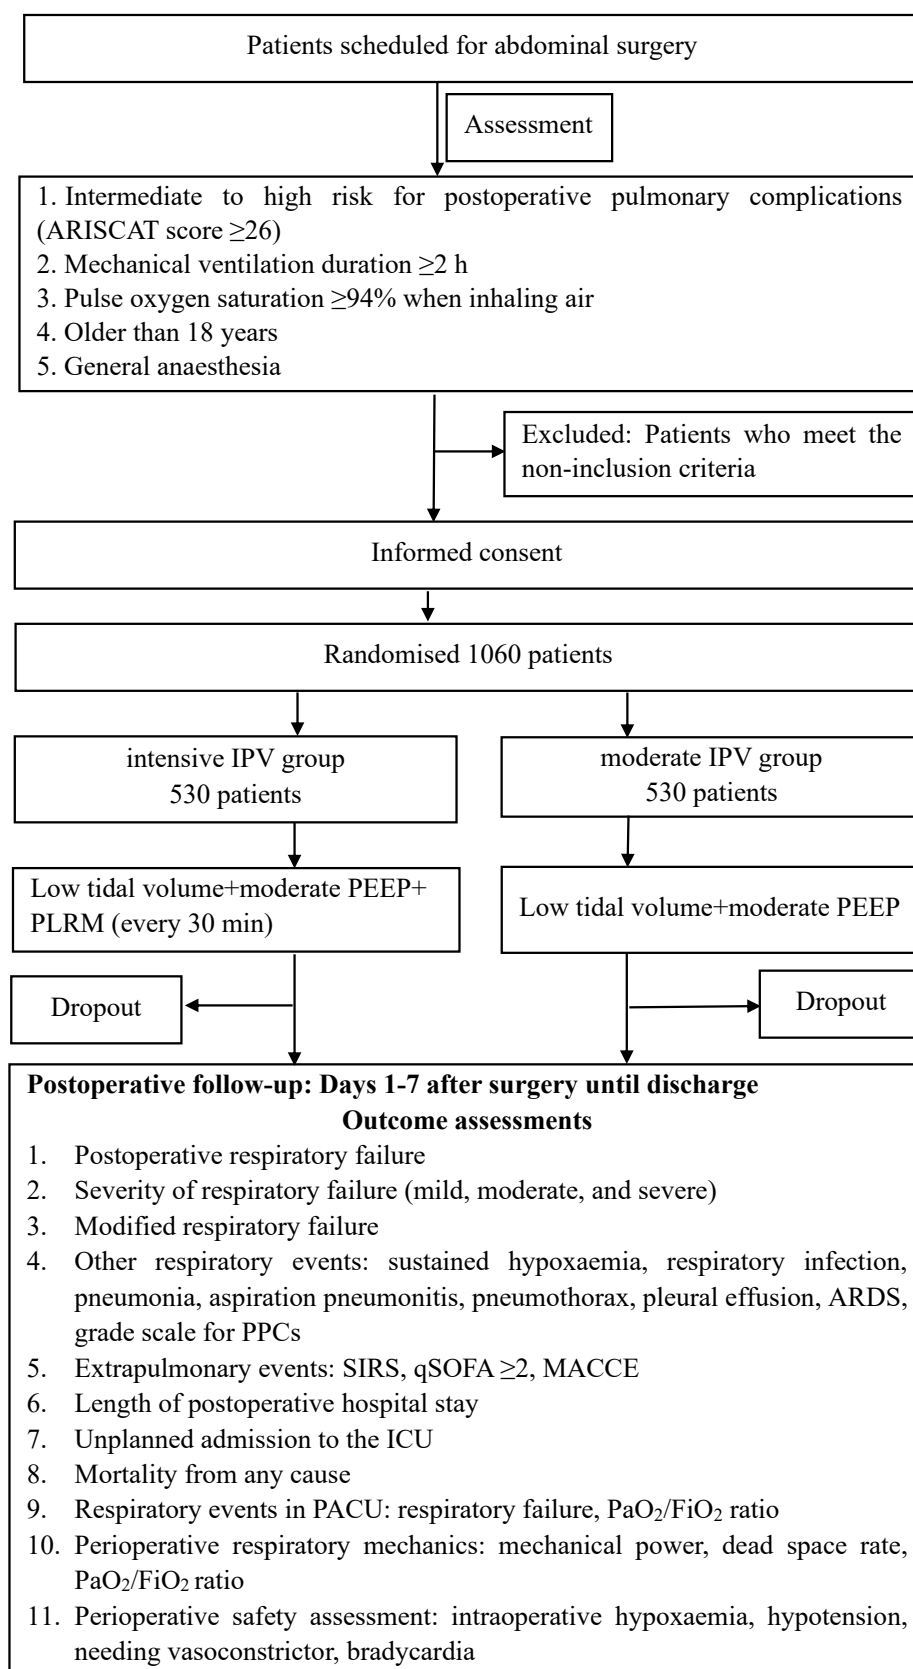 Patients scheduled for abdominal surgery
Assessment
1. Intermediate to high risk for postoperative pulmonary complications
(ARISCAT score ≥26)
2. Mechanical ventilation duration ≥2 h
3. Pulse oxygen saturation ≥94% when inhaling air
4. Older than 18 years
5. General anaesthesia
Excluded: Patients who meet the
non-inclusion criteria
Informed consent
Randomised 1060 patients
intensive IPV group
530 patients
moderate IPV group
530 patients
Low tidal volume+moderate PEEP+
PLRM (every 30 min)
Low tidal volume+moderate PEEP
Dropout
Dropout
Postoperative follow-up: Days 1-7 after surgery until discharge
Outcome assessments
1. Postoperative respiratory failure
2. Severity of respiratory failure (mild, moderate, and severe)
3. Modified respiratory failure
4. Other respiratory events: sustained hypoxaemia, respiratory infection,
pneumonia, aspiration pneumonitis, pneumothorax, pleural effusion, ARDS,
grade scale for PPCs
5. Extrapulmonary events: SIRS, qSOFA ≥2, MACCE
6. Length of postoperative hospital stay
7. Unplanned admission to the ICU
8. Mortality from any cause
9. Respiratory events in PACU: respiratory failure, PaO₂/FiO₂ ratio
10. Perioperative respiratory mechanics: mechanical power, dead space rate,
PaO₂/FiO₂ ratio
11. Perioperative safety assessment: intraoperative hypoxaemia, hypotension,
needing vasoconstrictor, bradycardia